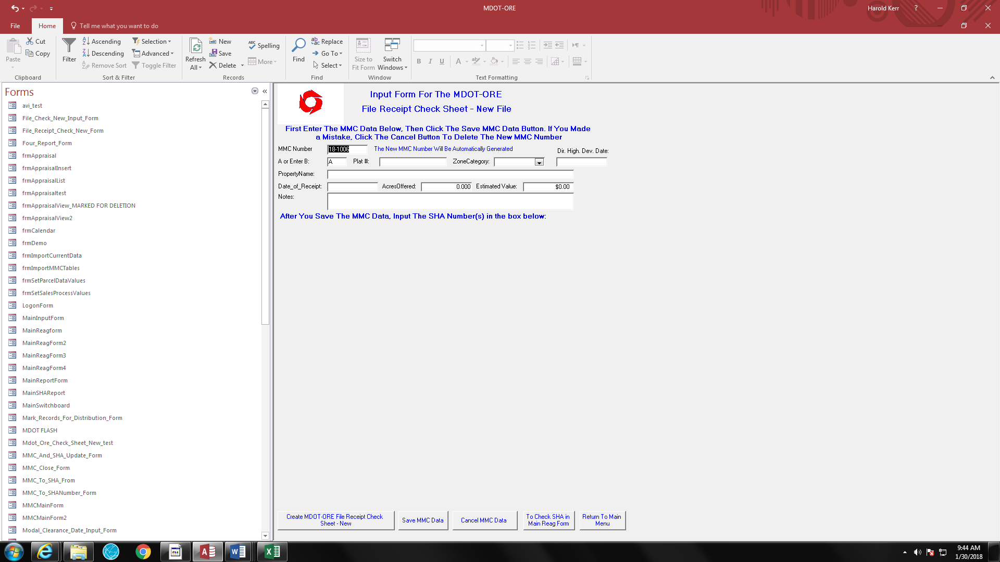 MDOT-ORE
Harold Kerr
?
File
Home
Tell me what you want to do
Paste
Cut
Copy
Clipboard
Filter
Ascending
Descending
Remove Sort
Selection
Advanced
Toggle Filter
Sort & Filter
Refresh
All
New
Save
Delete
Spelling
More
Records
Find
Replace
Go To
Select
Find
Size to
Fit Form
Switch
Windows
Window
B I U A
Text Formatting
Forms
avi_test
File_Check_New_Input_Form
File_Receipt_Check_New_Form
Four_Report_Form
frmAppraisal
frmAppraisalInsert
frmAppraisalList
frmAppraisaltest
frmAppraisalView_MARKED FOR DELETION
frmAppraisalView2
frmCalendar
frmDemo
frmImportCurrentData
frmImportMMCTables
frmSetParcelDataValues
frmSetSalesProcessValues
LogonForm
MainInputForm
MainReagform
MainReagForm2
MainReagForm3
MainReagForm4
MainReportForm
MainSHAReport
MainSwitchboard
Mark_Records_For_Distribution_Form
MDOT FLASH
Mdot_Ore_Check_Sheet_New_test
MMC_And_SHA_Update_Form
MMC_Close_Form
MMC_To_SHA_From
MMC_To_SHANumber_Form
MMCMainForm
MMCMainForm2
Modal_Clearance_Date_Input_Form
Input Form For The MDOT-ORE
File Receipt Check Sheet - New File
First Enter The MMC Data Below, Then Click The Save MMC Data Button. If You Made
a Mistake, Click The Cancel Button To Delete The New MMC Number
MMC Number 18-1006 The New MMC Number Will Be Automatically Generated Dir. High. Dev. Date:
A or Enter B: A Plat #: ZoneCategory:
PropertyName:
Date_of_Receipt: AcresOffered: 0.000 Estimated Value: $0.00
Notes:
After You Save The MMC Data, Input The SHA Number(s) in the box below:
Create MDOT-ORE File Receipt Check
Sheet - New
Save MMC Data
Cancel MMC Data
To Check SHA in
Main Reag Form
Return To Main
Menu
9:44 AM
1/30/2018